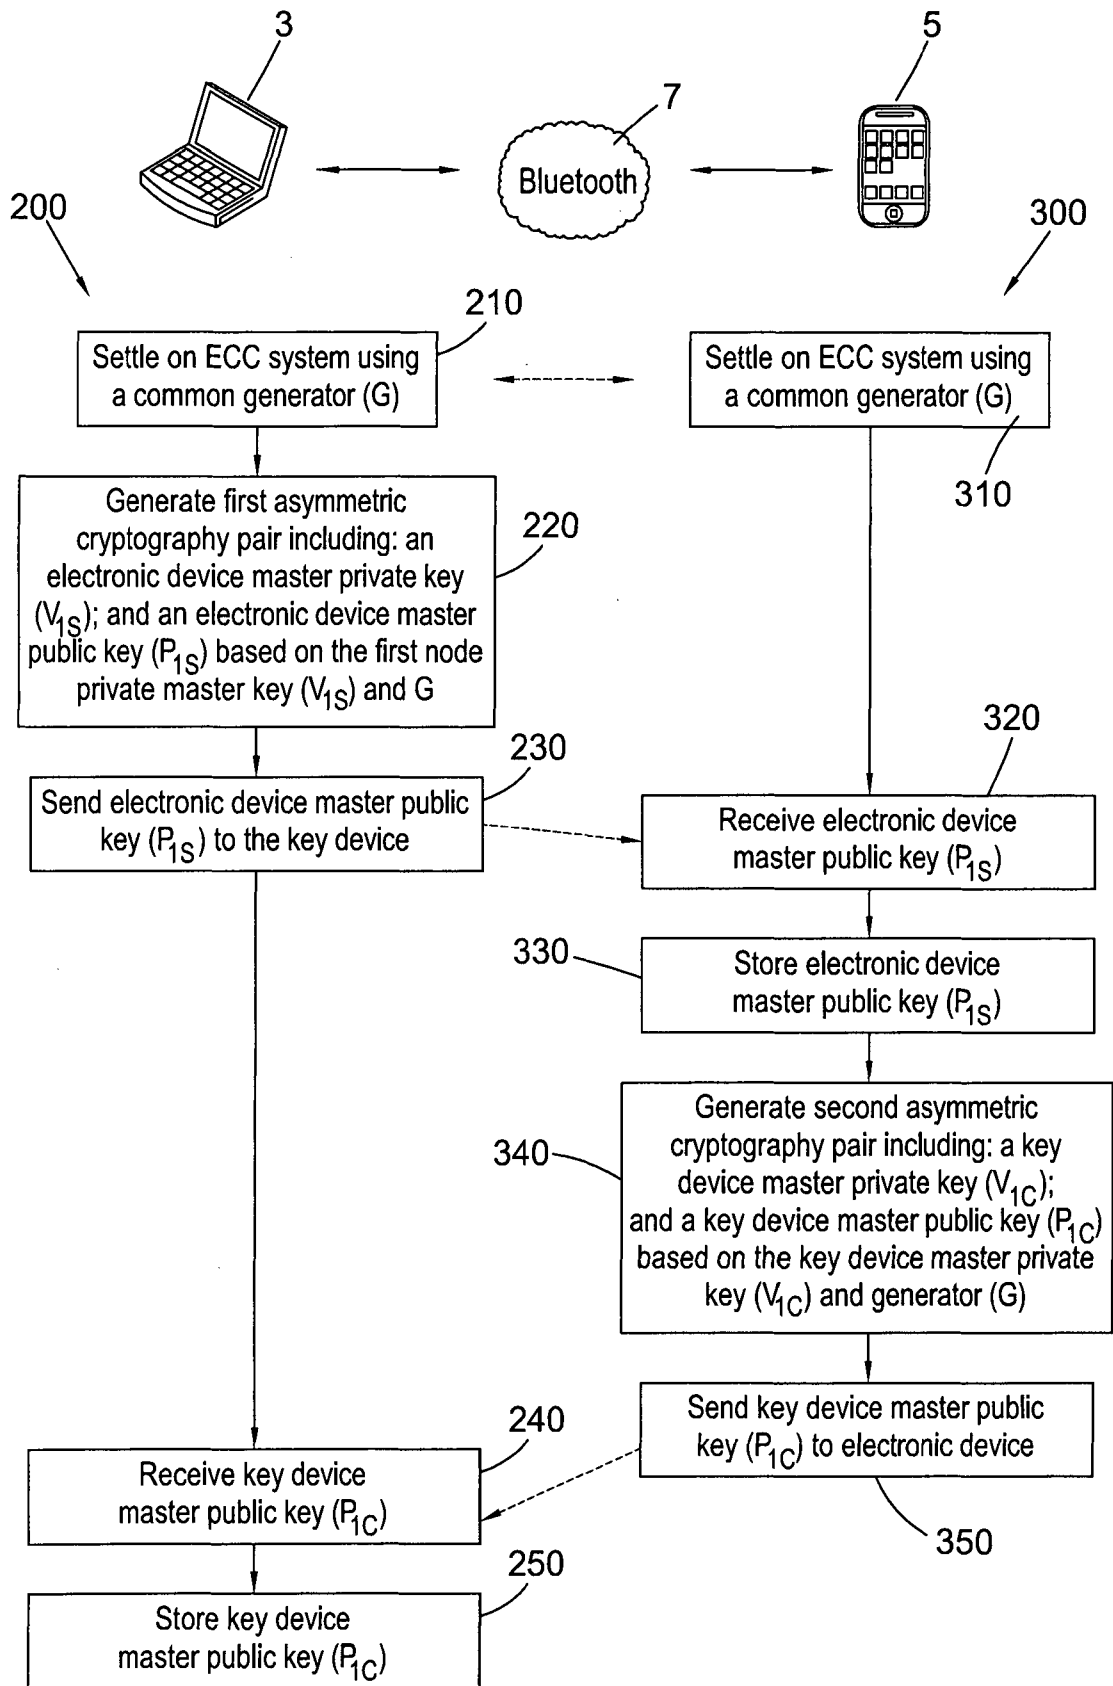 3
5
7
Bluetooth
200
300
210
Settle on ECC system using
a common generator (G)
Settle on ECC system using
a common generator (G)
310
Generate first asymmetric
cryptography pair including: an
electronic device master private key
(V1S); and an electronic device master
public key (P1S) based on the first node
private master key (V1S) and G
220
230
Send electronic device master public
key (P1S) to the key device
320
Receive electronic device
master public key (P1S)
330
Store electronic device
master public key (P1S)
340
Generate second asymmetric
cryptography pair including: a key
device master private key (V1C);
and a key device master public key (P1C)
based on the key device master private
key (V1C) and generator (G)
Send key device master public
key (P1C) to electronic device
350
240
Receive key device
master public key (P1C)
250
Store key device
master public key (P1C)